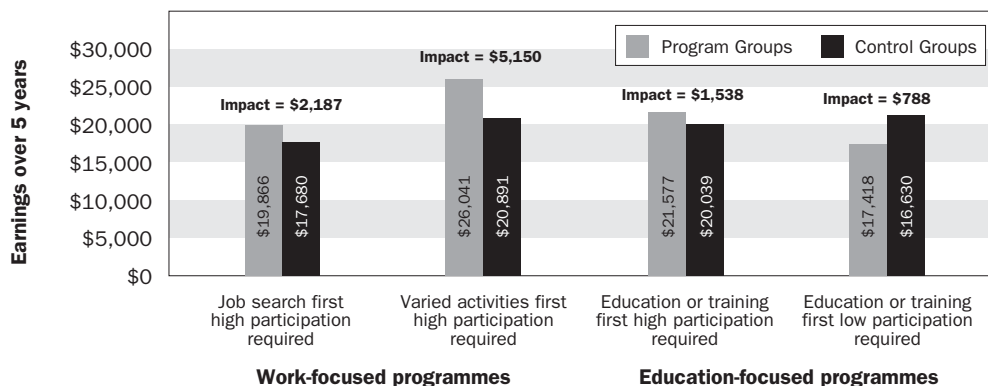 Earnings over 5 years
$30,000
$25,000
$20,000
$15,000
$10,000
$5,000
$0
Program Groups
Control Groups
Impact = $2,187
Impact = $5,150
Impact = $1,538
Impact = $788
$19,866
$17,680
$26,041
$20,891
$21,577
$20,039
$17,418
$16,630
Job search first
high participation
required
Varied activities first
high participation
required
Education or training
first high participation
required
Education or training
first low participation
required
Work-focused programmes
Education-focused programmes